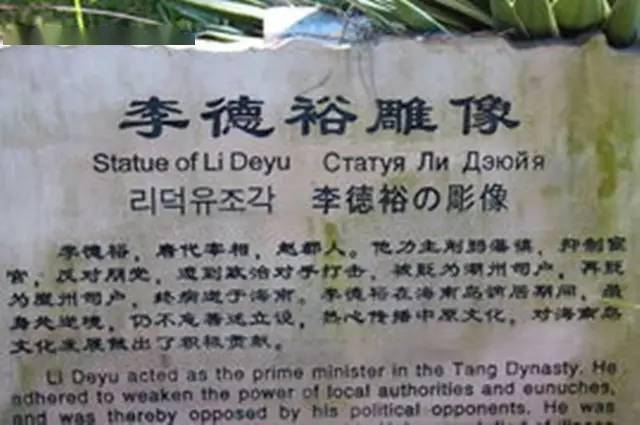 李德裕雕像
Statue of Li Deyu Статуя Ли Дэюйя
리덕유조각 李徳裕の彫像
李德裕，唐代宰相，赵郡人。他力主削弱藩镇，抑制宦
官，反对朋党，遭到政治对手打击，被贬为潮州司户，再贬
为崖州司户，终病逝于海南。李德裕在海南岛谪居期间，虽
身处逆境，仍不忘著述立说，热心传播中原文化，对海南岛
文化发展做出了积极贡献。
Li Deyu acted as the prime minister in the Tang Dynasty. He
adhered to weaken the power of local authorities and eunuches,
and was thereby opposed by his political opponents. He was